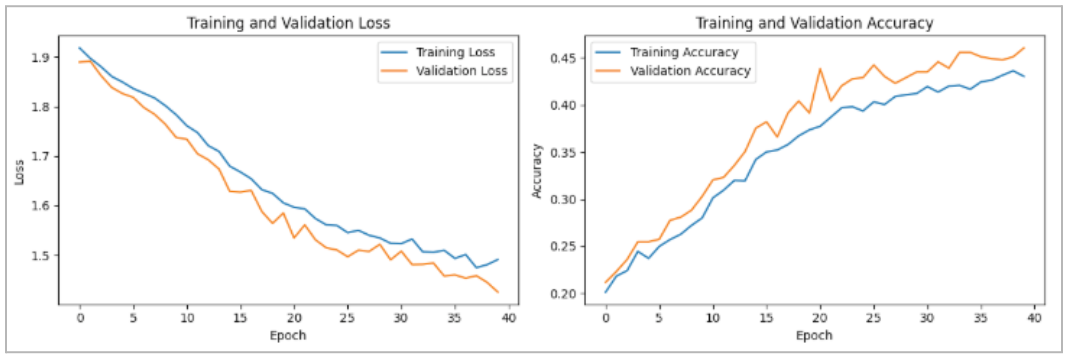 Training and Validation Loss
Training Loss
Validation Loss
1.9
1.8
1.7
1.6
1.5
Loss
0 5 10 15 20 25 30 35 40
Epoch
Training and Validation Accuracy
Training Accuracy
Validation Accuracy
0.45
0.40
0.35
0.30
0.25
0.20
Accuracy
0 5 10 15 20 25 30 35 40
Epoch